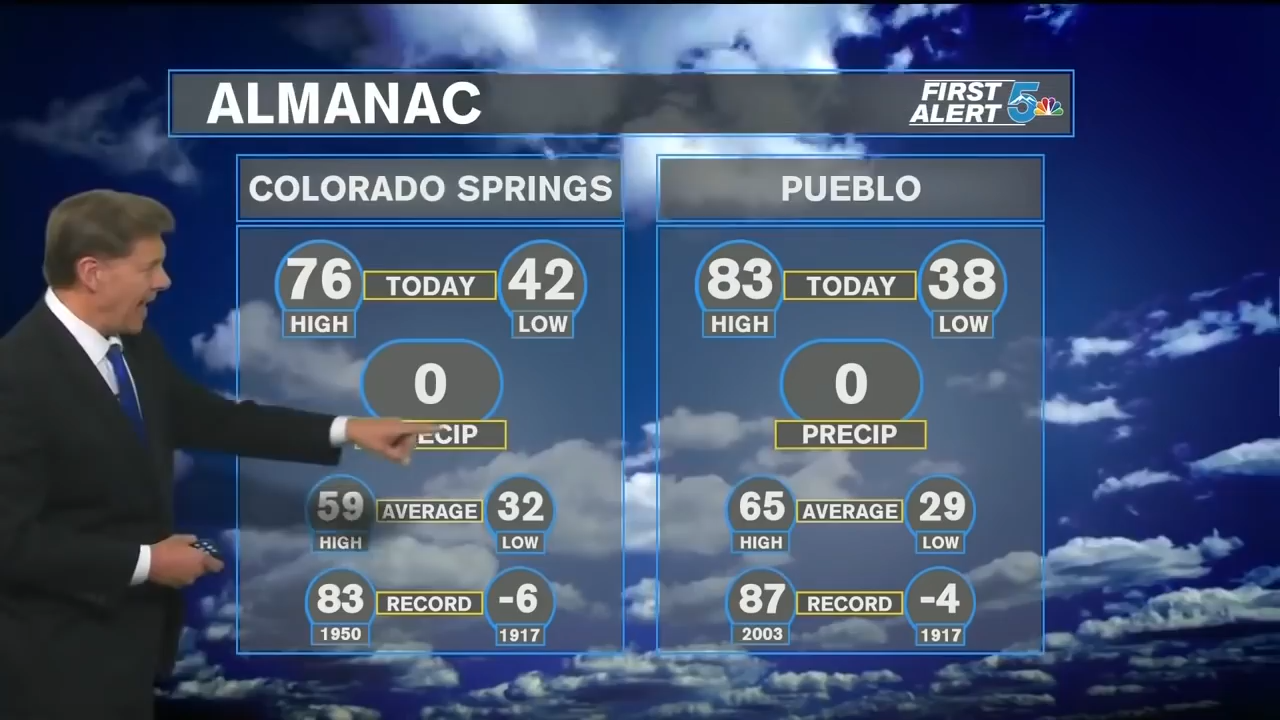 ALMANAC
FIRST
ALERT 5
COLORADO SPRINGS
76 TODAY 42
HIGH LOW
0
ECIP
59 AVERAGE 32
HIGH LOW
83 RECORD -6
1950 1917
PUEBLO
83 TODAY 38
HIGH LOW
0
PRECIP
65 AVERAGE 29
HIGH LOW
87 RECORD -4
2003 1917